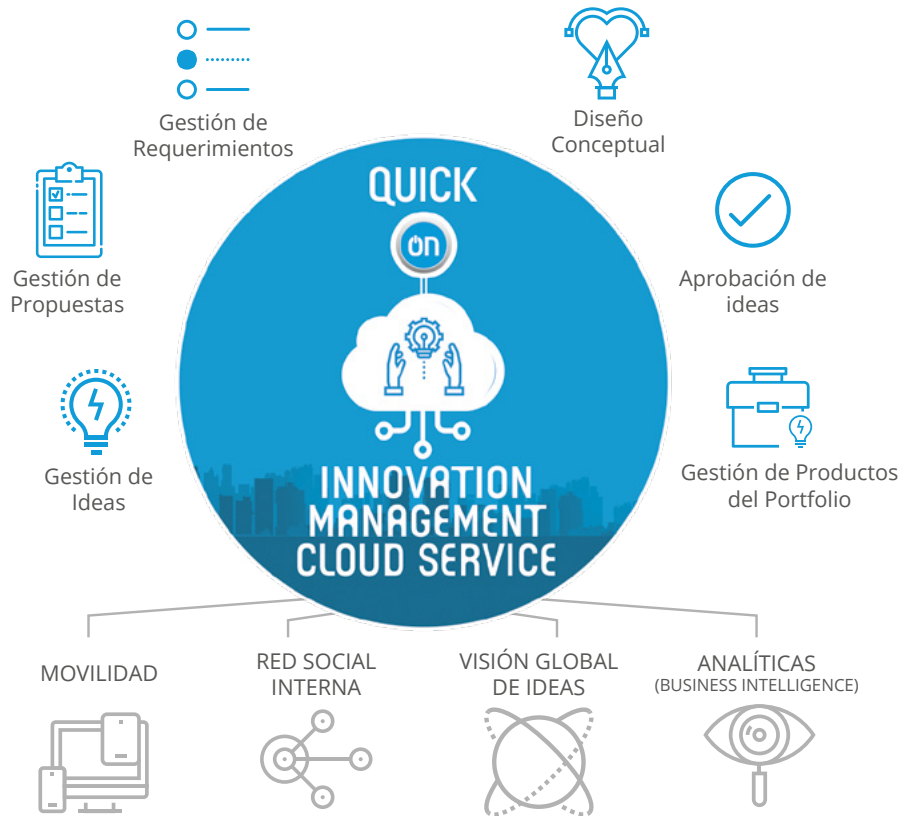 Gestión de
Requerimientos
Diseño
Conceptual
QUICK
on
Gestión de
Propuestas
Aprobación de
ideas
Gestión de
Ideas
Gestión de Productos
del Portfolio
INNOVATION
MANAGEMENT
CLOUD SERVICE
MOVILIDAD
RED SOCIAL
INTERNA
VISIÓN GLOBAL
DE IDEAS
ANALÍTICAS
(BUSINESS INTELLIGENCE)